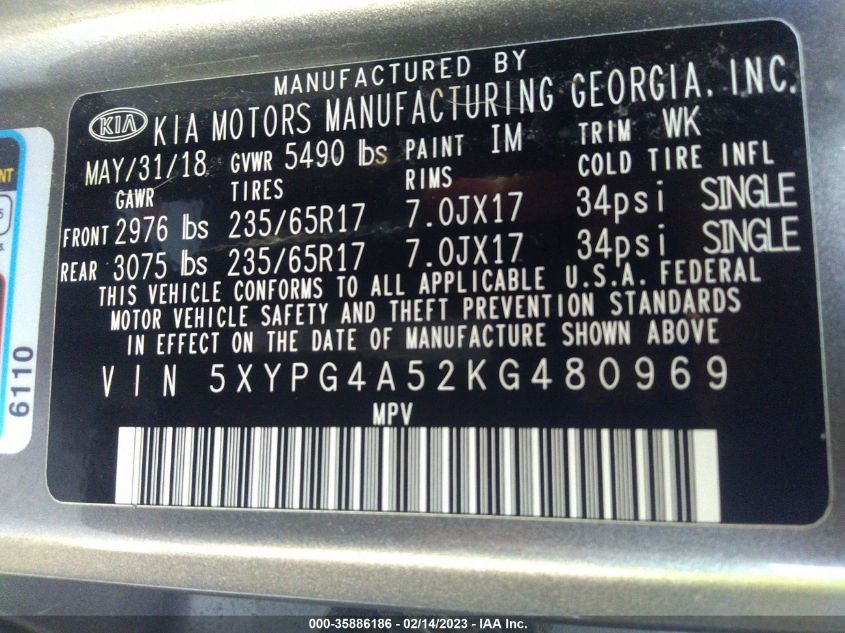 MANUFACTURED BY
KIA KIA MOTORS MANUFACTURING GEORGIA, INC.
MAY/31/18 GVWR 5490 lbs PAINT IM TRIM WK
GAWR TIRES RIMS COLD TIRE INFL
FRONT 2976 lbs 235/65R17 7.0JX17 34psi SINGLE
REAR 3075 lbs 235/65R17 7.0JX17 34psi SINGLE
THIS VEHICLE CONFORMS TO ALL APPLICABLE U.S.A. FEDERAL
MOTOR VEHICLE SAFETY AND THEFT PREVENTION STANDARDS
IN EFFECT ON THE DATE OF MANUFACTURE SHOWN ABOVE
VIN 5XYPG4A52KG480969
MPV
6110
000-35886186 - 02/14/2023 - IAA Inc.